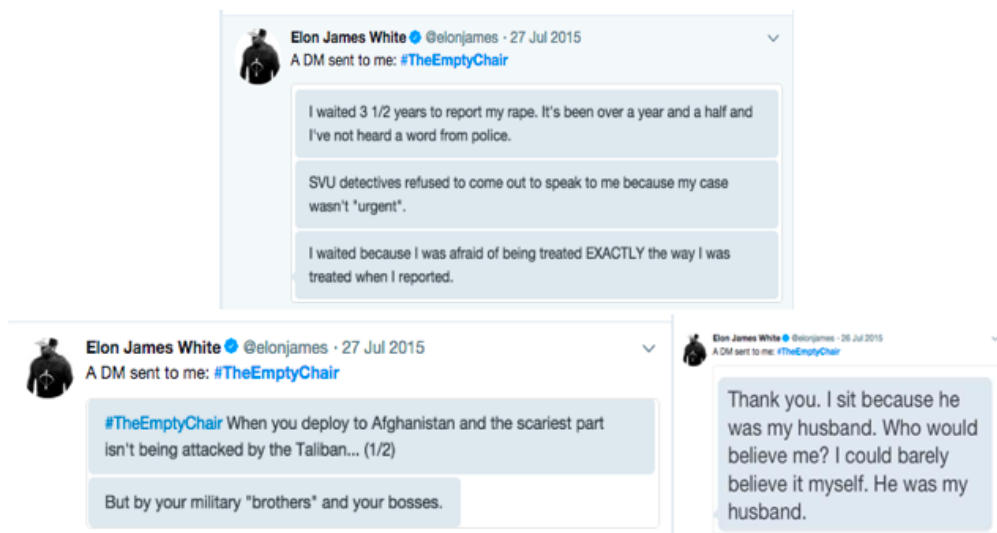 Elon James White @elonjames · 27 Jul 2015
A DM sent to me: #TheEmptyChair
I waited 3 1/2 years to report my rape. It's been over a year and a half and
I've not heard a word from police.
SVU detectives refused to come out to speak to me because my case
wasn't "urgent".
I waited because I was afraid of being treated EXACTLY the way I was
treated when I reported.
Elon James White @elonjames · 27 Jul 2015
A DM sent to me: #TheEmptyChair
#TheEmptyChair When you deploy to Afghanistan and the scariest part
isn't being attacked by the Taliban... (1/2)
But by your military "brothers" and your bosses.
Elon James White @elonjames · 26 Jul 2015
A DM sent to me: #TheEmptyChair
Thank you. I sit because he
was my husband. Who would
believe me? I could barely
believe it myself. He was my
husband.